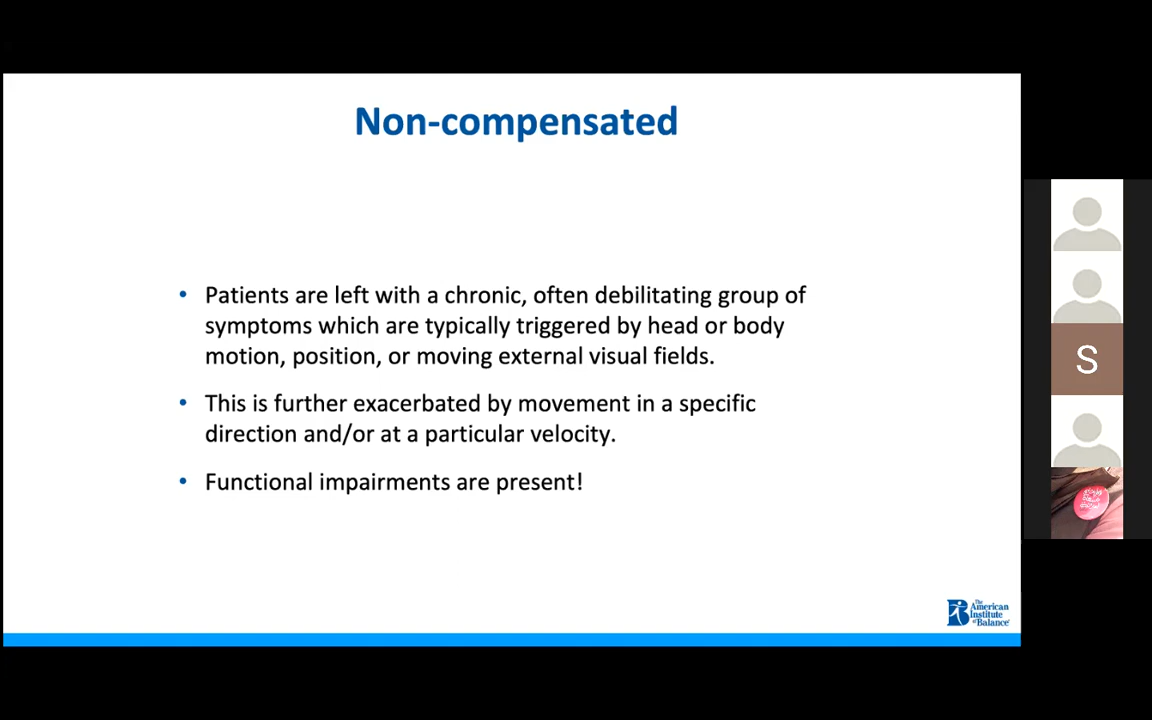 Non-compensated
• Patients are left with a chronic, often debilitating group of
symptoms which are typically triggered by head or body
motion, position, or moving external visual fields.
• This is further exacerbated by movement in a specific
direction and/or at a particular velocity.
• Functional impairments are present!
S
The
American
Institute
of Balance